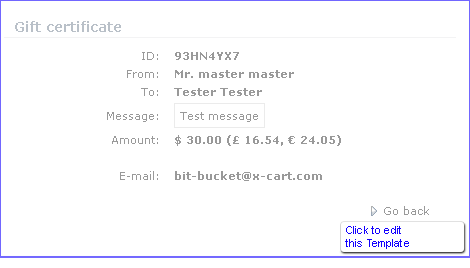 Gift certificate
ID: 93HN4YX7
From: Mr. master master
To: Tester Tester
Message: Test message
Amount: $ 30.00 (£ 16.54, € 24.05)
E-mail: bit-bucket@x-cart.com
Go back
Click to edit
this Template